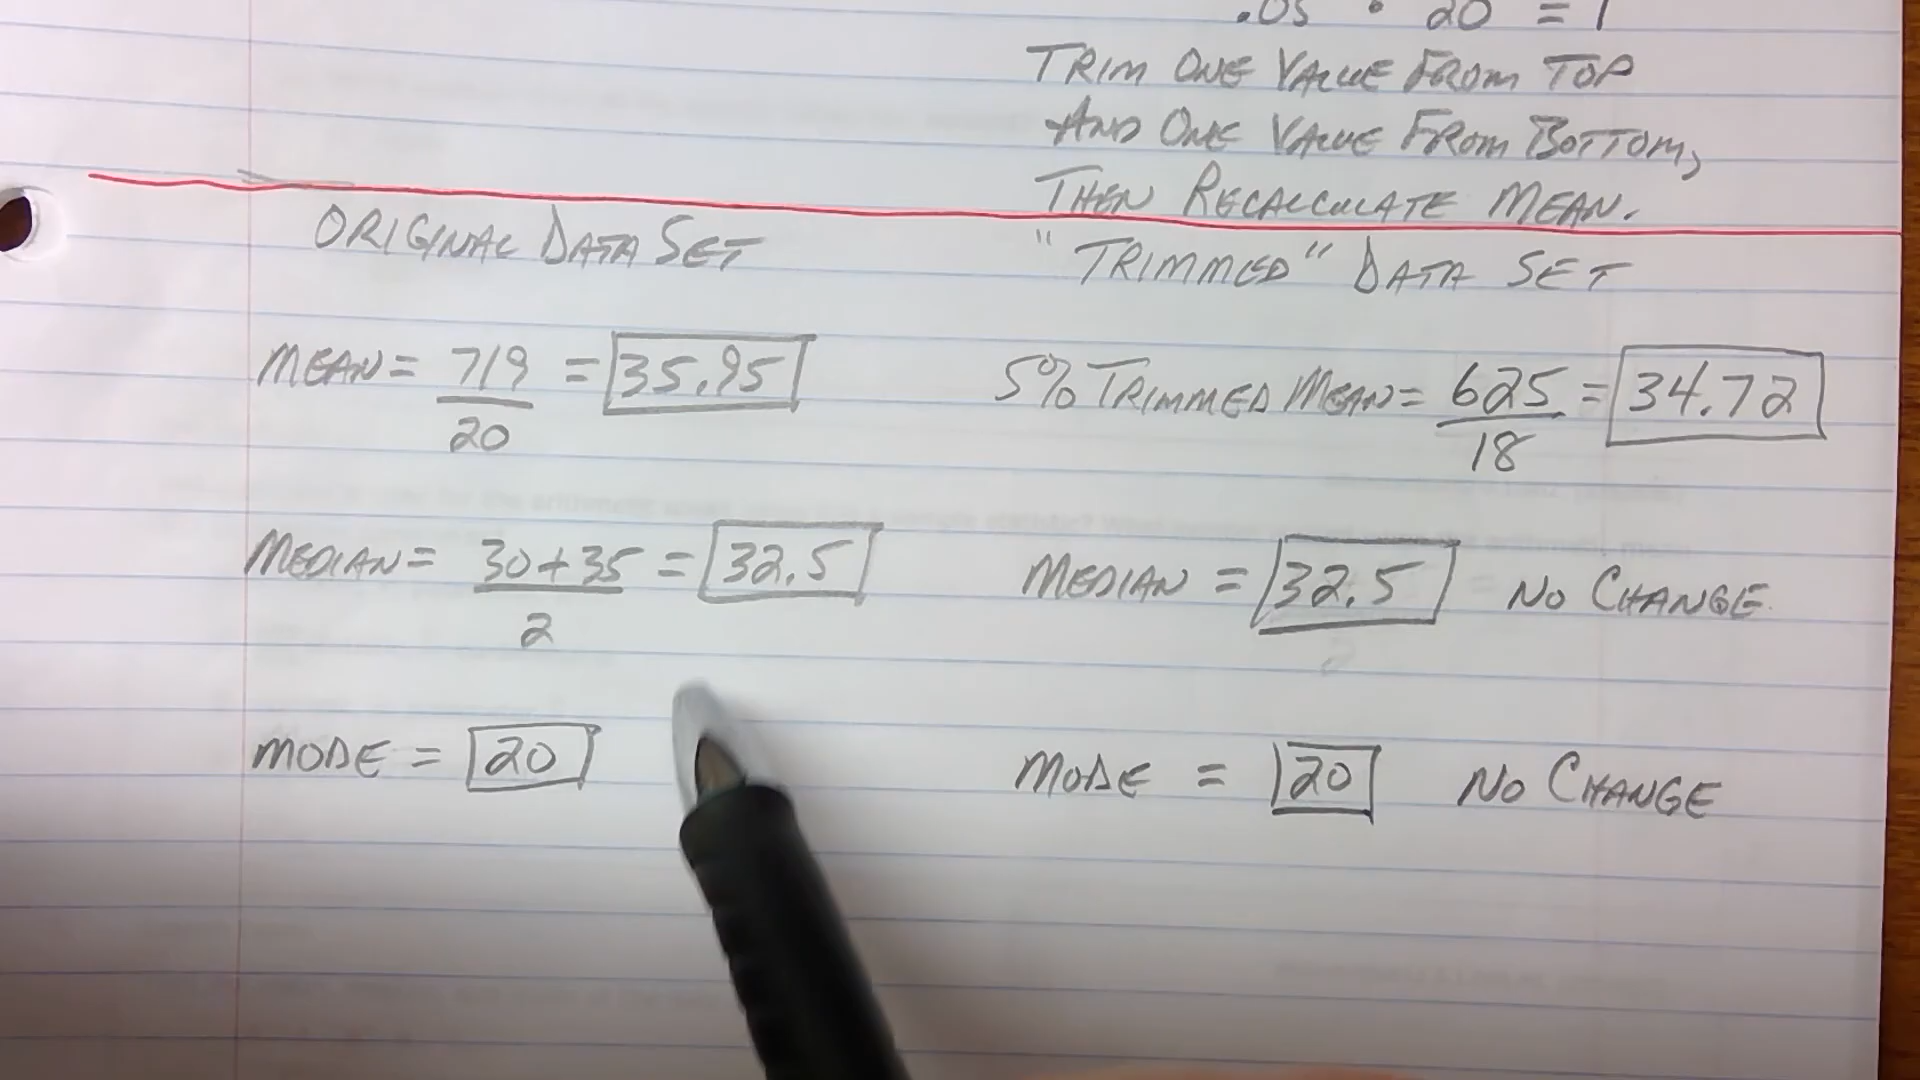 .05 • 20 = 1
TRIM ONE VALUE FROM TOP
AND ONE VALUE FROM BOTTOM,
THEN RECALCULATE MEAN.
ORIGINAL DATA SET
MEAN = 719/20 = 35.95
MEDIAN = 30+35/2 = 32.5
MODE = 20
"TRIMMED" DATA SET
5% TRIMMED MEAN = 625/18 = 34.72
MEDIAN = 32.5 NO CHANGE
MODE = 20 NO CHANGE